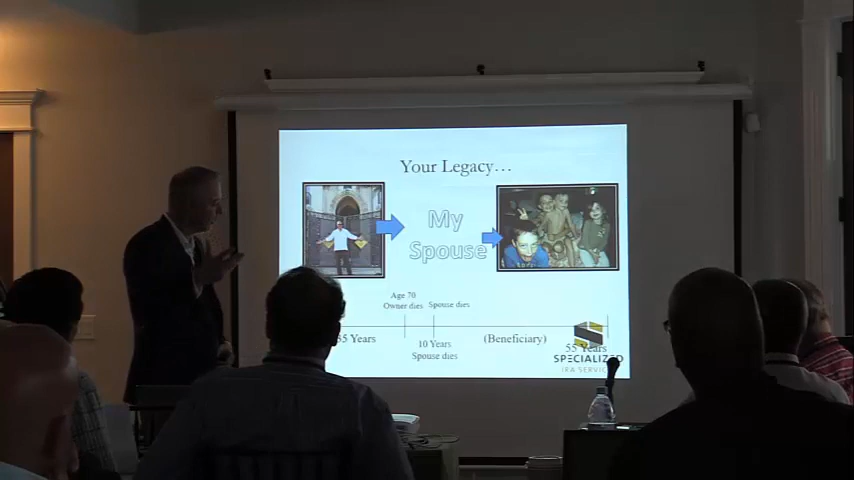 Your Legacy...
My
Spouse
Age 70
Owner dies
Spouse dies
55 Years
10 Years
Spouse dies
(Beneficiary)
55 Years
SPECIALIZED
IRA SERVICES